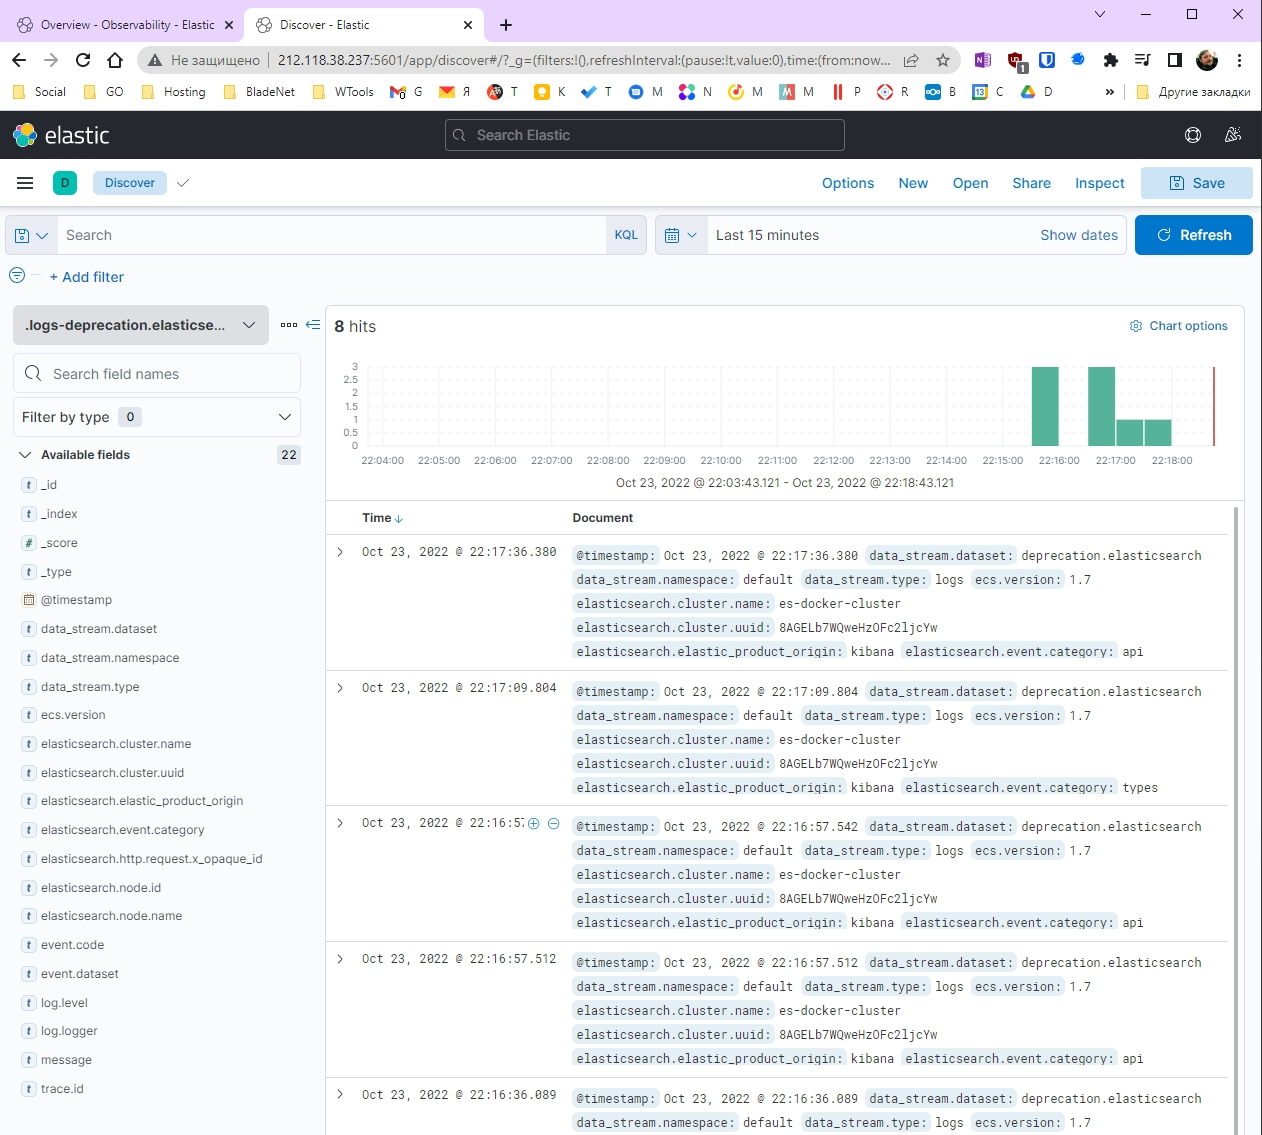 Overview - Observability - Elastic
Discover - Elastic
Не защищено
212.118.38.237:5601/app/discover#/?_g=(filters:!(),refreshInterval:(pause:!t,value:0),time:(from:now...
1
Social GO Hosting BladeNet WTools G Я T K T M N M M P R B C D » Другие закладки
elastic
Search Elastic
D Discover
Options New Open Share Inspect Save
Search KQL
Last 15 minutes Show dates Refresh
+ Add filter
.logs-deprecation.elasticse...
Search field names
Filter by type 0
Available fields 22
t _id
t _index
# _score
t _type
@timestamp
t data_stream.dataset
t data_stream.namespace
t data_stream.type
t ecs.version
t elasticsearch.cluster.name
t elasticsearch.cluster.uuid
t elasticsearch.elastic_product_origin
t elasticsearch.event.category
t elasticsearch.http.request.x_opaque_id
t elasticsearch.node.id
t elasticsearch.node.name
t event.code
t event.dataset
t log.level
t log.logger
t message
t trace.id
8 hits
Chart options
3
2.5
2
1.5
1
0.5
0
22:04:00 22:05:00 22:06:00 22:07:00 22:08:00 22:09:00 22:10:00 22:11:00 22:12:00 22:13:00 22:14:00 22:15:00 22:16:00 22:17:00 22:18:00
Oct 23, 2022 @ 22:03:43.121 - Oct 23, 2022 @ 22:18:43.121
Time Document
Oct 23, 2022 @ 22:17:36.380
@timestamp: Oct 23, 2022 @ 22:17:36.380 data_stream.dataset: deprecation.elasticsearch
data_stream.namespace: default data_stream.type: logs ecs.version: 1.7
elasticsearch.cluster.name: es-docker-cluster
elasticsearch.cluster.uuid: 8AGELb7WQweHzOFc2ljcYw
elasticsearch.elastic_product_origin: kibana elasticsearch.event.category: api
Oct 23, 2022 @ 22:17:09.804
@timestamp: Oct 23, 2022 @ 22:17:09.804 data_stream.dataset: deprecation.elasticsearch
data_stream.namespace: default data_stream.type: logs ecs.version: 1.7
elasticsearch.cluster.name: es-docker-cluster
elasticsearch.cluster.uuid: 8AGELb7WQweHzOFc2ljcYw
elasticsearch.elastic_product_origin: kibana elasticsearch.event.category: types
Oct 23, 2022 @ 22:16:57
@timestamp: Oct 23, 2022 @ 22:16:57.542 data_stream.dataset: deprecation.elasticsearch
data_stream.namespace: default data_stream.type: logs ecs.version: 1.7
elasticsearch.cluster.name: es-docker-cluster
elasticsearch.cluster.uuid: 8AGELb7WQweHzOFc2ljcYw
elasticsearch.elastic_product_origin: kibana elasticsearch.event.category: api
Oct 23, 2022 @ 22:16:57.512
@timestamp: Oct 23, 2022 @ 22:16:57.512 data_stream.dataset: deprecation.elasticsearch
data_stream.namespace: default data_stream.type: logs ecs.version: 1.7
elasticsearch.cluster.name: es-docker-cluster
elasticsearch.cluster.uuid: 8AGELb7WQweHzOFc2ljcYw
elasticsearch.elastic_product_origin: kibana elasticsearch.event.category: api
Oct 23, 2022 @ 22:16:36.089
@timestamp: Oct 23, 2022 @ 22:16:36.089 data_stream.dataset: deprecation.elasticsearch
data_stream.namespace: default data_stream.type: logs ecs.version: 1.7